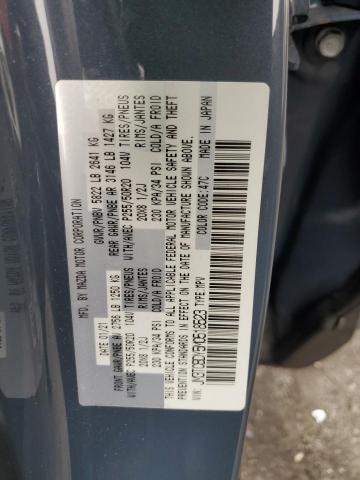 MFD. BY: MAZDA MOTOR CORPORATION
DATE: 01/21
GVWR/PNBV 5822 LB 2641 KG
FRONT GAWR/PNBE AV 2756 LB 1250 KG
REAR GAWR/PNBE AR 3146 LB 1427 KG
WITH/AVEC P255/50R20 104V TIRES/PNEUS
WITH/AVEC P255/50R20 104V TIRES/PNEUS
20X8 1/2J RIMS/JANTES
20X8 1/2J RIMS/JANTES
230 KPA/34 PSI COLD/A FROID
230 KPA/34 PSI COLD/A FROID
THIS VEHICLE CONFORMS TO ALL APPLICABLE FEDERAL MOTOR VEHICLE SAFETY AND THEFT
PREVENTION STANDARDS IN EFFECT ON THE DATE OF MANUFACTURE SHOWN ABOVE.
MADE IN JAPAN
VIN: TYPE: MPV
COLOR CODE: 47C